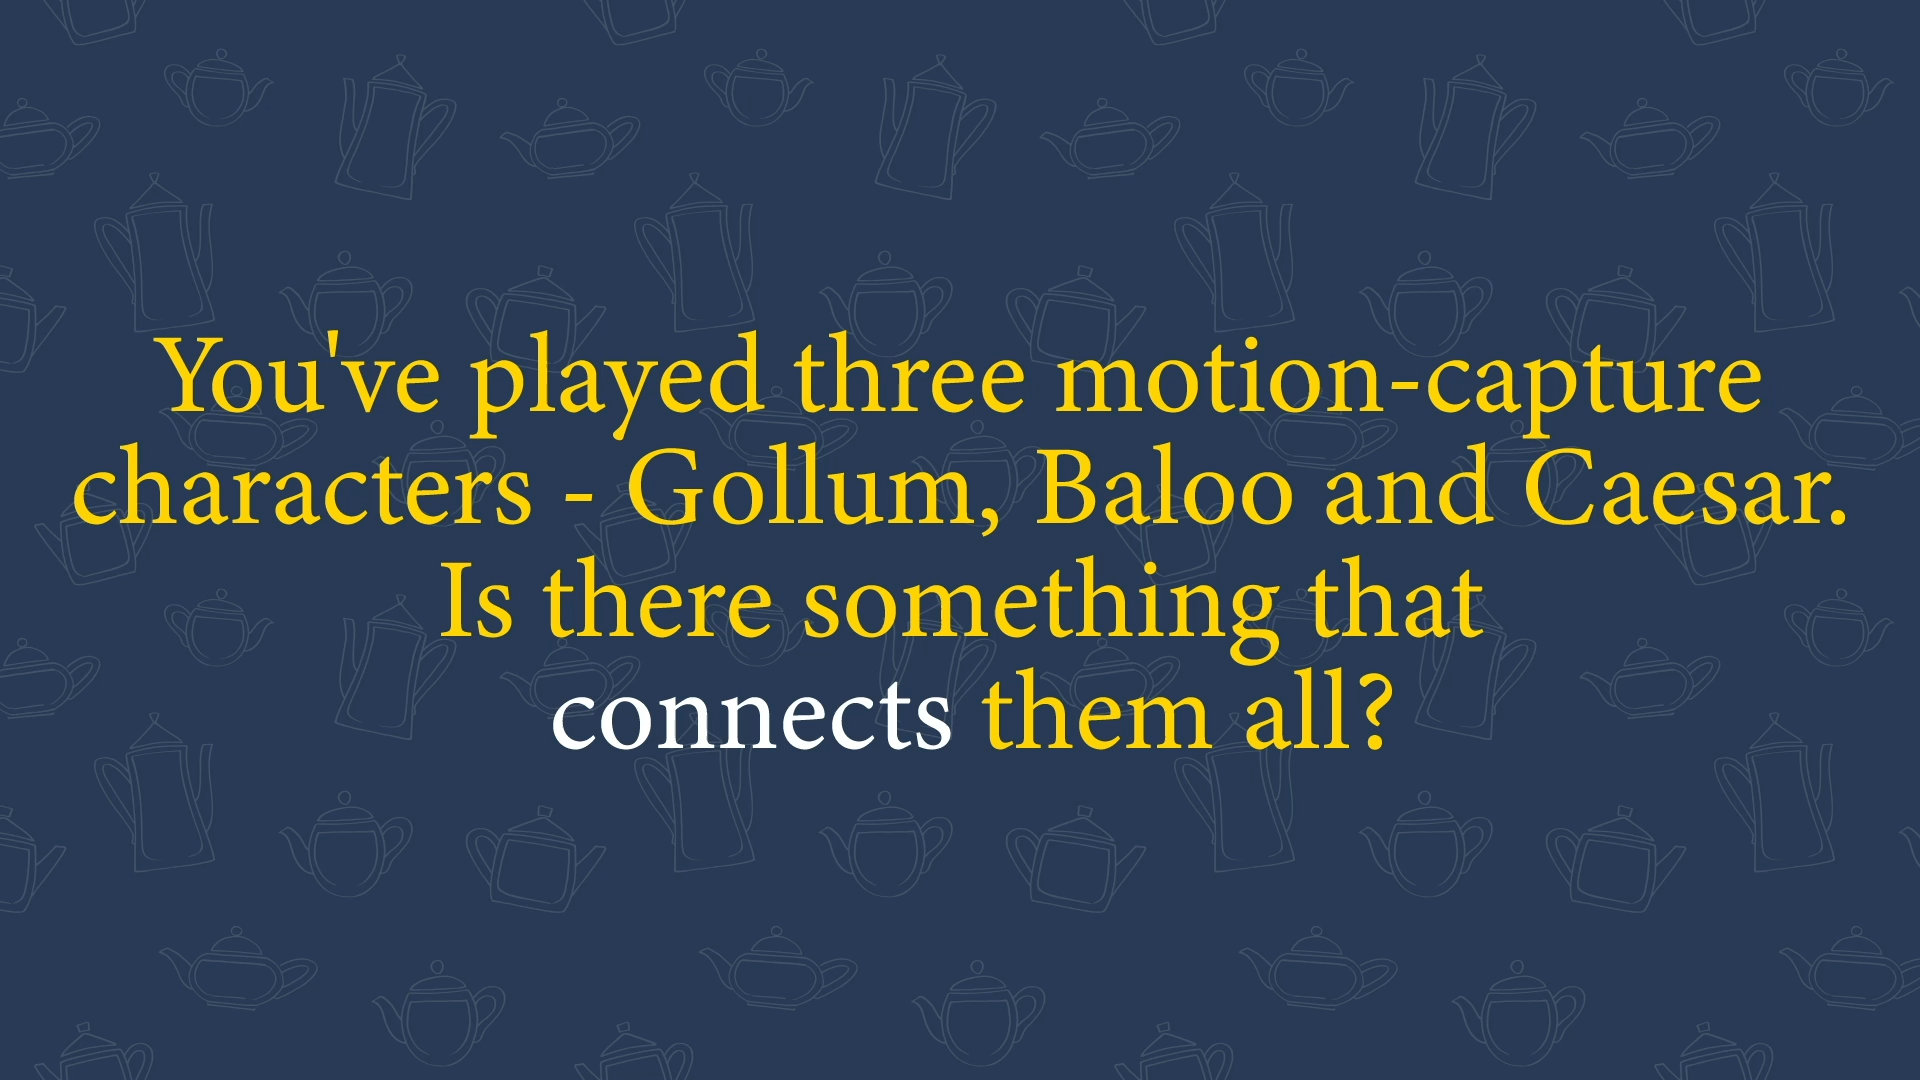 You've played three motion-capture
characters - Gollum, Baloo and Caesar.
Is there something that
connects them all?